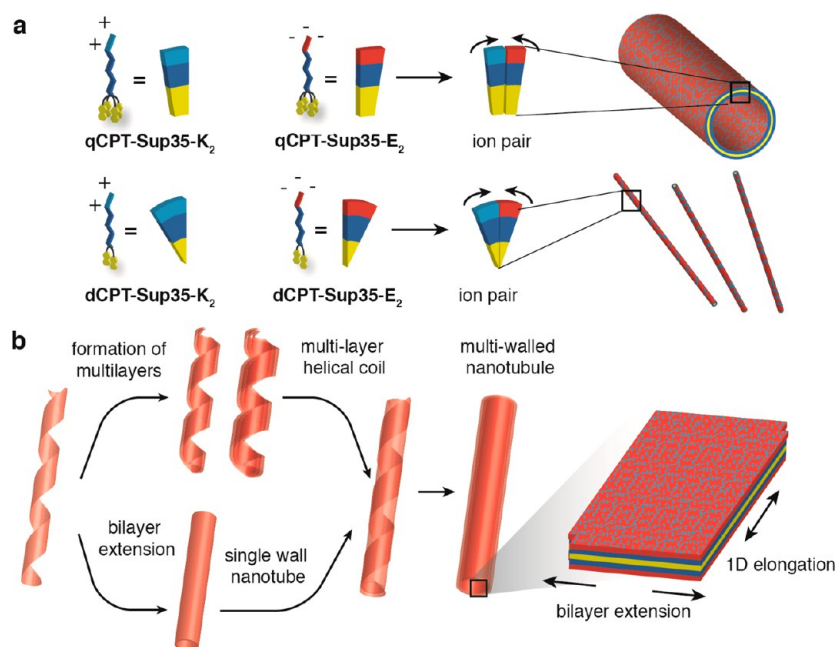 a
+
+
=
qCPT-Sup35-K2
- - -
=
qCPT-Sup35-E2
ion pair
+
+
=
dCPT-Sup35-K2
- - -
=
dCPT-Sup35-E2
ion pair
b
formation of
multilayers
multi-layer
helical coil
multi-walled
nanotubule
bilayer
extension
single wall
nanotube
1D elongation
bilayer extension